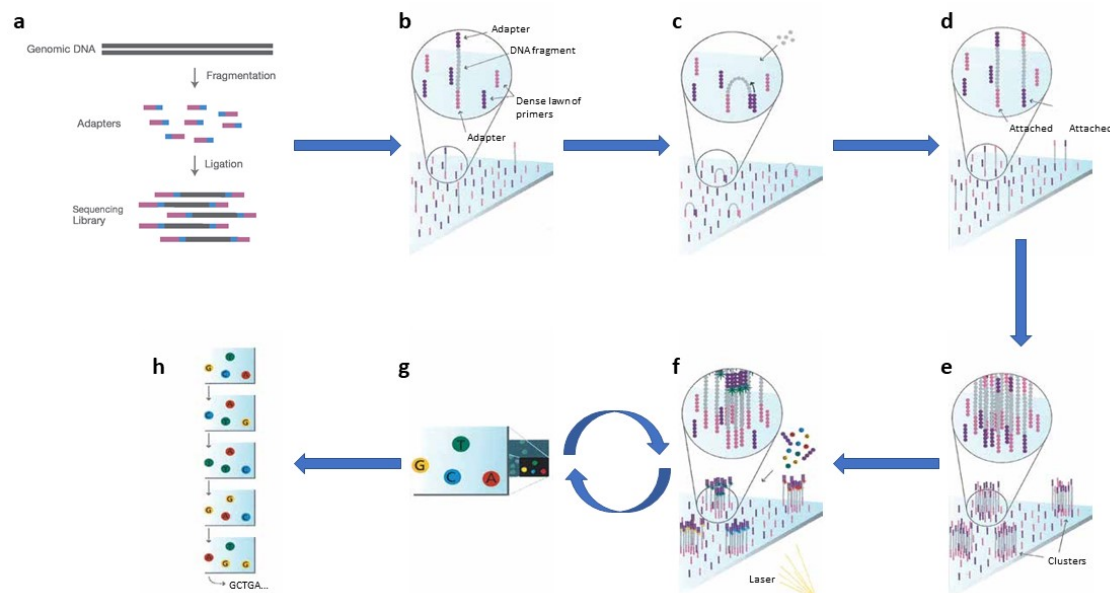 a
Genomic DNA
Fragmentation
Adapters
Ligation
Sequencing
Library
b
Adapter
DNA fragment
Dense lawn of
primers
Adapter
c
d
Attached
Attached
h
G
T
C
A
C
A
T
G
T
A
T
C
G
G
A
C
A
T
G
G
GCTGA...
g
G
T
C
A
f
Laser
e
Clusters